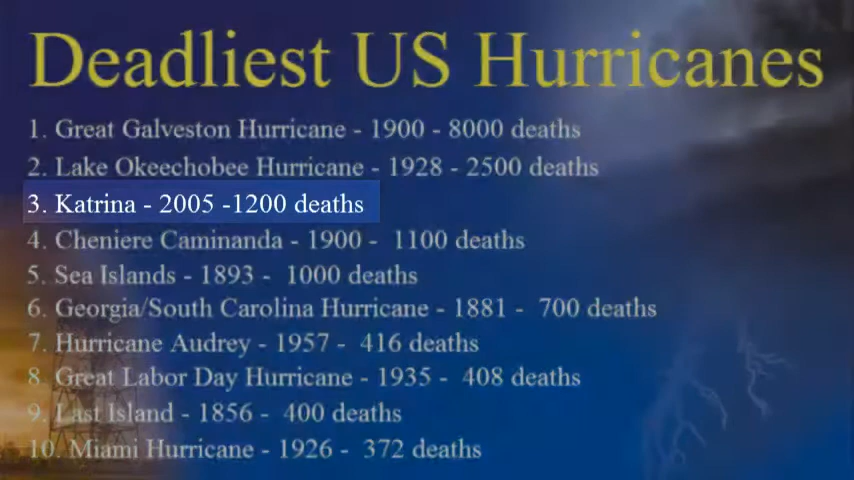 Deadliest US Hurricanes
1. Great Galveston Hurricane - 1900 - 8000 deaths
2. Lake Okeechobee Hurricane - 1928 - 2500 deaths
3. Katrina - 2005 -1200 deaths
4. Cheniere Caminanda - 1900 - 1100 deaths
5. Sea Islands - 1893 - 1000 deaths
6. Georgia/South Carolina Hurricane - 1881 - 700 deaths
7. Hurricane Audrey - 1957 - 416 deaths
8. Great Labor Day Hurricane - 1935 - 408 deaths
9. Last Island - 1856 - 400 deaths
10. Miami Hurricane - 1926 - 372 deaths